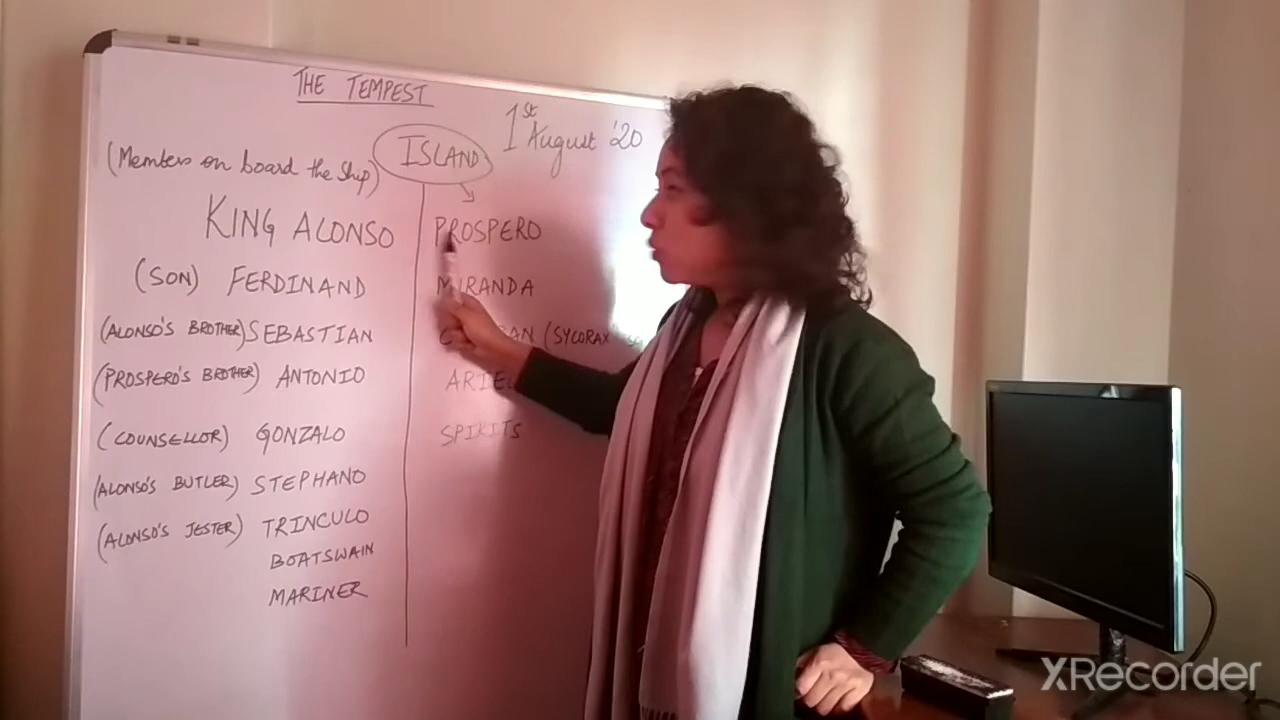 THE TEMPEST
1st August '20
(Members on board the ship)
ISLAND
KING ALONSO
(SON) FERDINAND
(ALONSO'S BROTHER) SEBASTIAN
(PROSPERO'S BROTHER) ANTONIO
(COUNSELLOR) GONZALO
(ALONSO'S BUTLER) STEPHANO
(ALONSO'S JESTER) TRINCULO
BOATSWAIN
MARINER
PROSPERO
MIRANDA
(SYCORAX'
ARIEL
SPIRITS
XRecorder